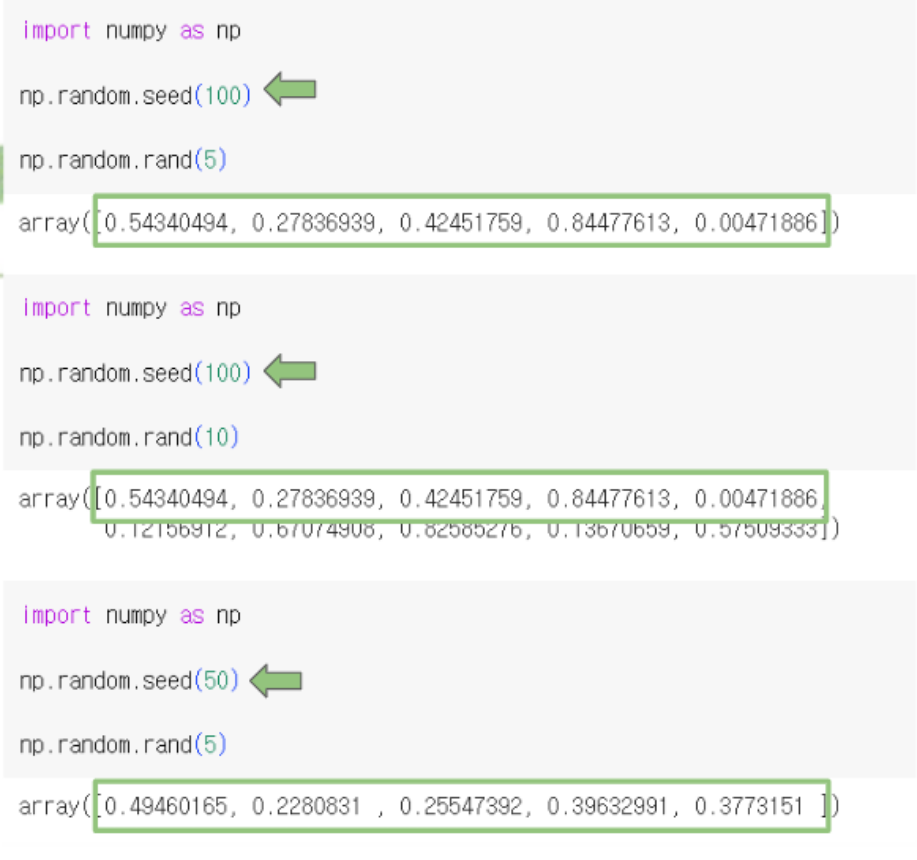 import numpy as np
np.random.seed(100)
np.random.rand(5)
array([0.54340494, 0.27836939, 0.42451759, 0.84477613, 0.00471886])
import numpy as np
np.random.seed(100)
np.random.rand(10)
array([0.54340494, 0.27836939, 0.42451759, 0.84477613, 0.00471886,
0.12156912, 0.67074908, 0.82585276, 0.13670659, 0.57509333])
import numpy as np
np.random.seed(50)
np.random.rand(5)
array([0.49460165, 0.2280831 , 0.25547392, 0.39632991, 0.3773151 ])